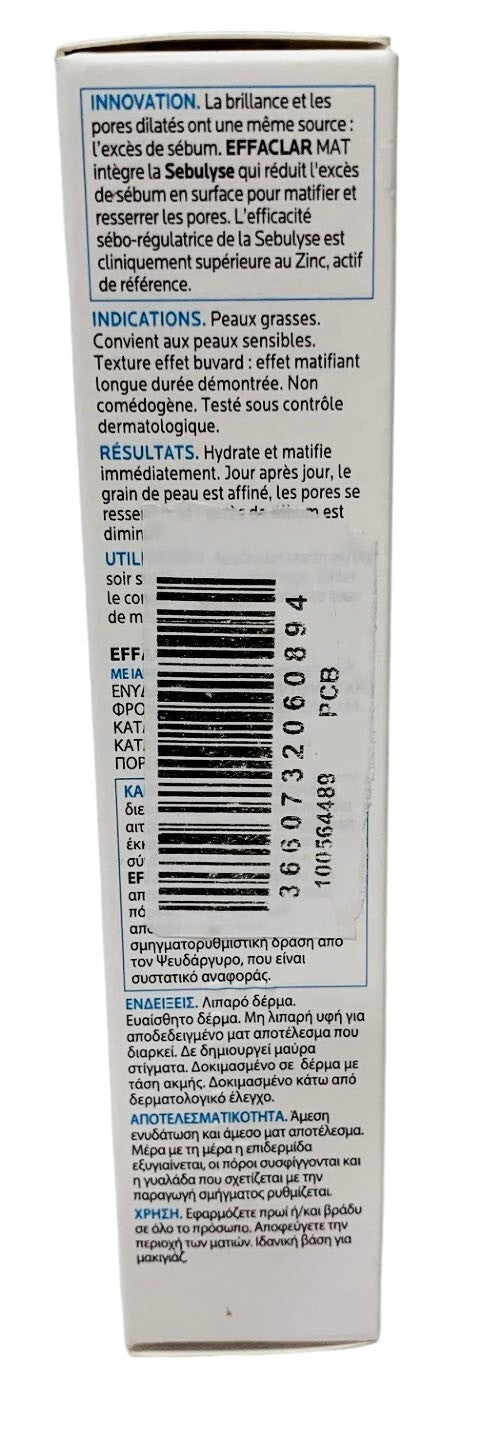 INNOVATION. La brillance et les
pores dilatés ont une même source :
l'excès de sébum. EFFACLAR MAT
intègre la Sebulyse qui réduit l'excès
de sébum en surface pour matifier et
resserrer les pores. L'efficacité
sébo-régulatrice de la Sebulyse est
cliniquement supérieure au Zinc, actif
de référence.
INDICATIONS. Peaux grasses.
Convient aux peaux sensibles.
Texture effet buvard : effet matifiant
longue durée démontrée. Non
comédogène. Testé sous contrôle
dermatologique.
RÉSULTATS. Hydrate et matifie
immédiatement. Jour après jour, le
grain de peau est affiné, les pores se
est
soir
le
de
3660732060894
100564489 PCB
σμηγματορυθμιστική δράση από
τον Ψευδάργυρο, που είναι
συστατικό αναφοράς.
ΕΝΔΕΙΞΕΙΣ. Λιπαρό δέρμα.
Ευαίσθητο δέρμα. Μη λιπαρή υφή για
αποδεδειγμένο ματ αποτέλεσμα που
διαρκεί. Δε δημιουργεί μαύρα
στίγματα. Δοκιμασμένο σε δέρμα με
τάση ακμής. Δοκιμασμένο κάτω από
δερματολογικό έλεγχο.
ΑΠΟΤΕΛΕΣΜΑΤΙΚΟΤΗΤΑ. Άμεση
ενυδάτωση και άμεσο ματ αποτέλεσμα.
Μέρα με τη μέρα η επιδερμίδα
εξυγιαίνεται, οι πόροι συσφίγγονται και
η γυαλάδα που σχετίζεται με την
παραγωγή σμήγματος ρυθμίζεται.
ΧΡΗΣΗ. Εφαρμόζετε πρωί ή/και βράδυ
σε όλο το πρόσωπο. Αποφεύγετε την
περιοχή των ματιών. Ιδανική βάση για
μακιγιάζ.